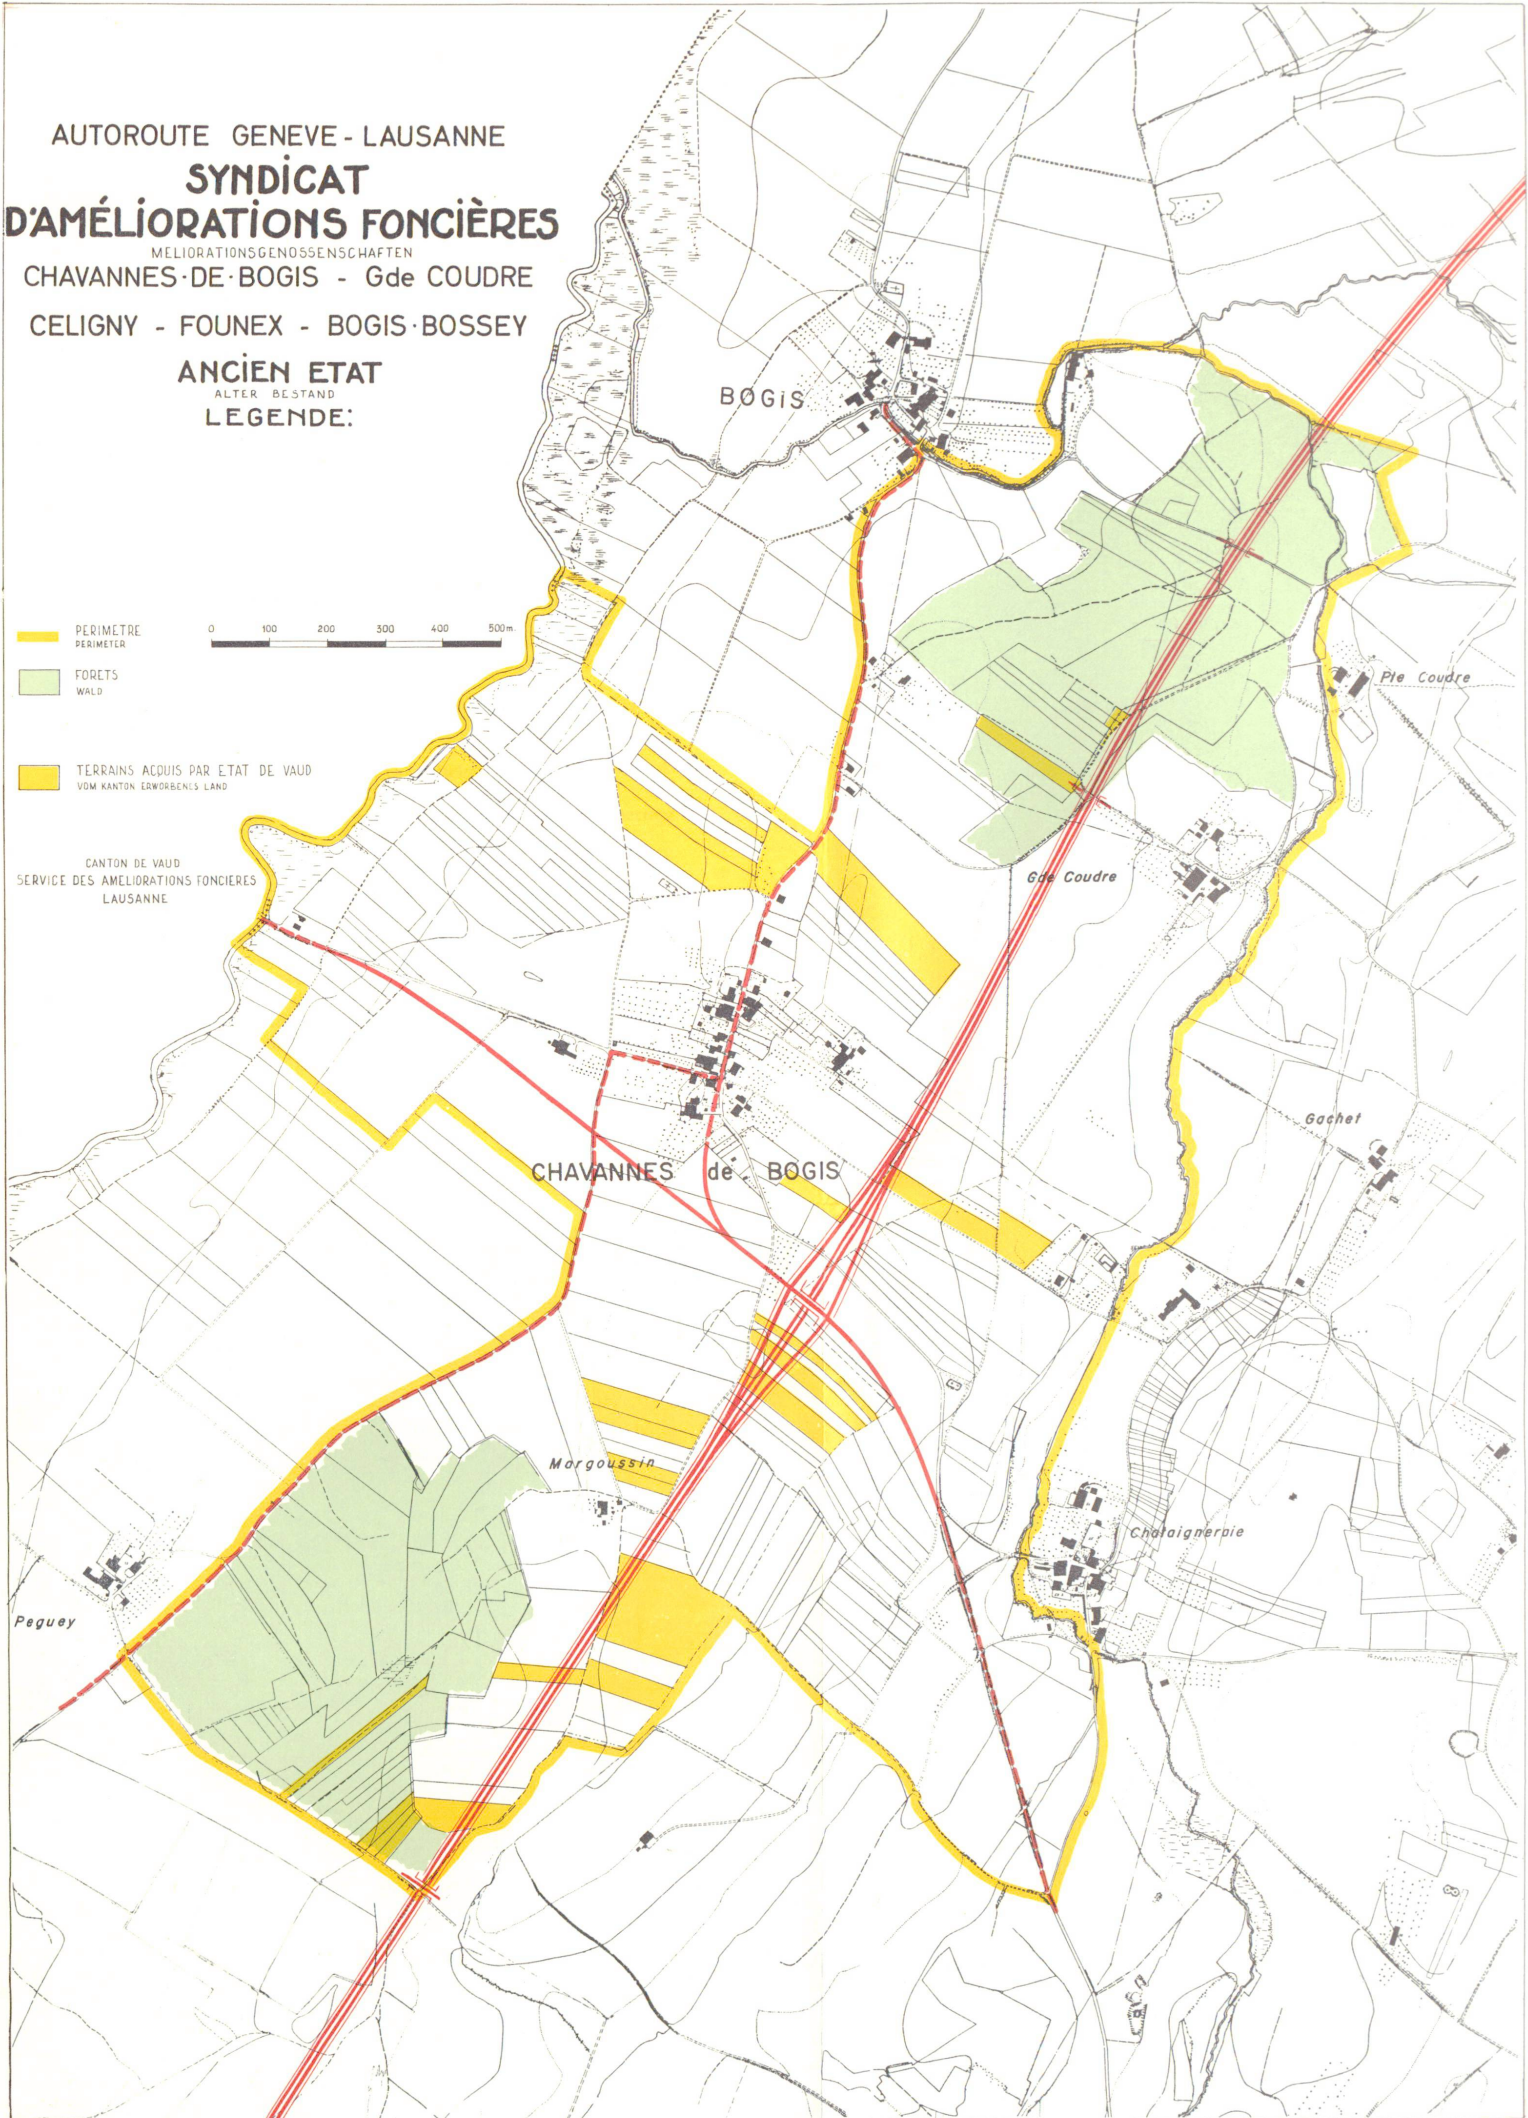 AUTOROUTE GENEVE - LAUSANNE
SYNDICAT
D'AMÉLIORATIONS FONCIÈRES
MELIORATIONSGENOSSENSCHAFTEN
CHAVANNES·DE·BOGIS - Gde COUDRE
CELIGNY - FOUNEX - BOGIS·BOSSEY
ANCIEN ETAT
ALTER BESTAND
LEGENDE:
BOGIS
PERIMETRE
PERIMETER
0 100 200 300 400 500m.
FORETS
WALD
TERRAINS ACQUIS PAR ETAT DE VAUD
VOM KANTON ERWORBENES LAND
CANTON DE VAUD
SERVICE DES AMELIORATIONS FONCIERES
LAUSANNE
Pte Coudre
Gde Coudre
Gachet
CHAVANNES de BOGIS
Morgoussin
Chataignerie
Peguey